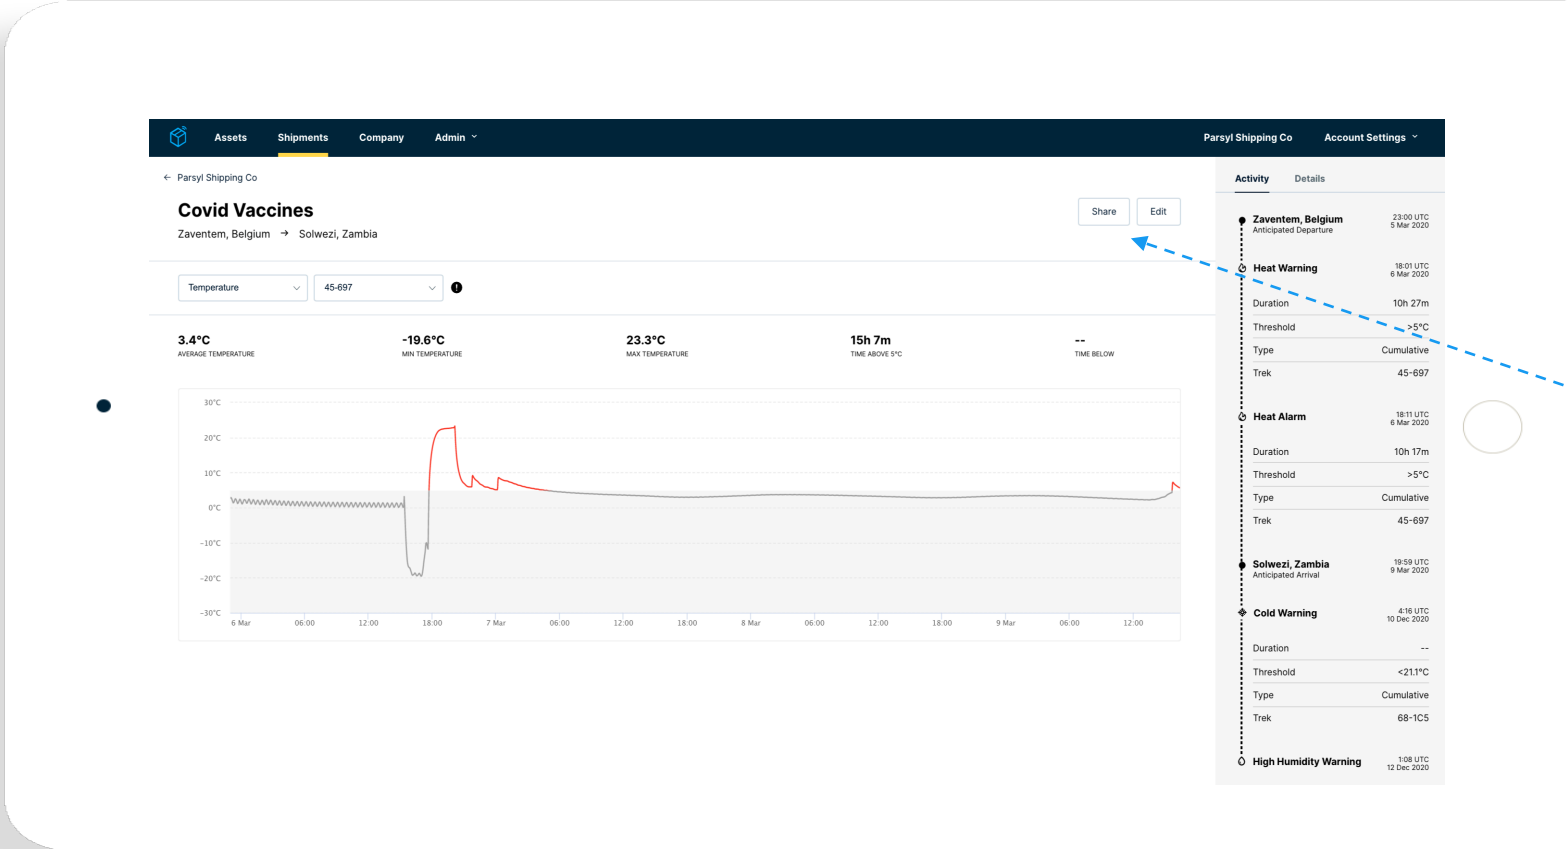 Assets Shipments Company Admin Parsyl Shipping Co Account Settings
← Parsyl Shipping Co
Covid Vaccines
Zaventem, Belgium → Solwezi, Zambia
Share Edit
Temperature 45-697
3.4°C
AVERAGE TEMPERATURE
-19.6°C
MIN TEMPERATURE
23.3°C
MAX TEMPERATURE
15h 7m
TIME ABOVE 5°C
--
TIME BELOW
30°C
20°C
10°C
0°C
-10°C
-20°C
-30°C
6 Mar 06:00 12:00 18:00 7 Mar 06:00 12:00 18:00 8 Mar 06:00 12:00 18:00 9 Mar 06:00 12:00
Activity Details
Zaventem, Belgium 23:00 UTC
Anticipated Departure 5 Mar 2020
Heat Warning 18:01 UTC
6 Mar 2020
Duration 10h 27m
Threshold >5°C
Type Cumulative
Trek 45-697
Heat Alarm 18:11 UTC
6 Mar 2020
Duration 10h 17m
Threshold >5°C
Type Cumulative
Trek 45-697
Solwezi, Zambia 19:59 UTC
Anticipated Arrival 9 Mar 2020
Cold Warning 4:16 UTC
10 Dec 2020
Duration --
Threshold <21.1°C
Type Cumulative
Trek 68-1C5
High Humidity Warning 1:08 UTC
12 Dec 2020